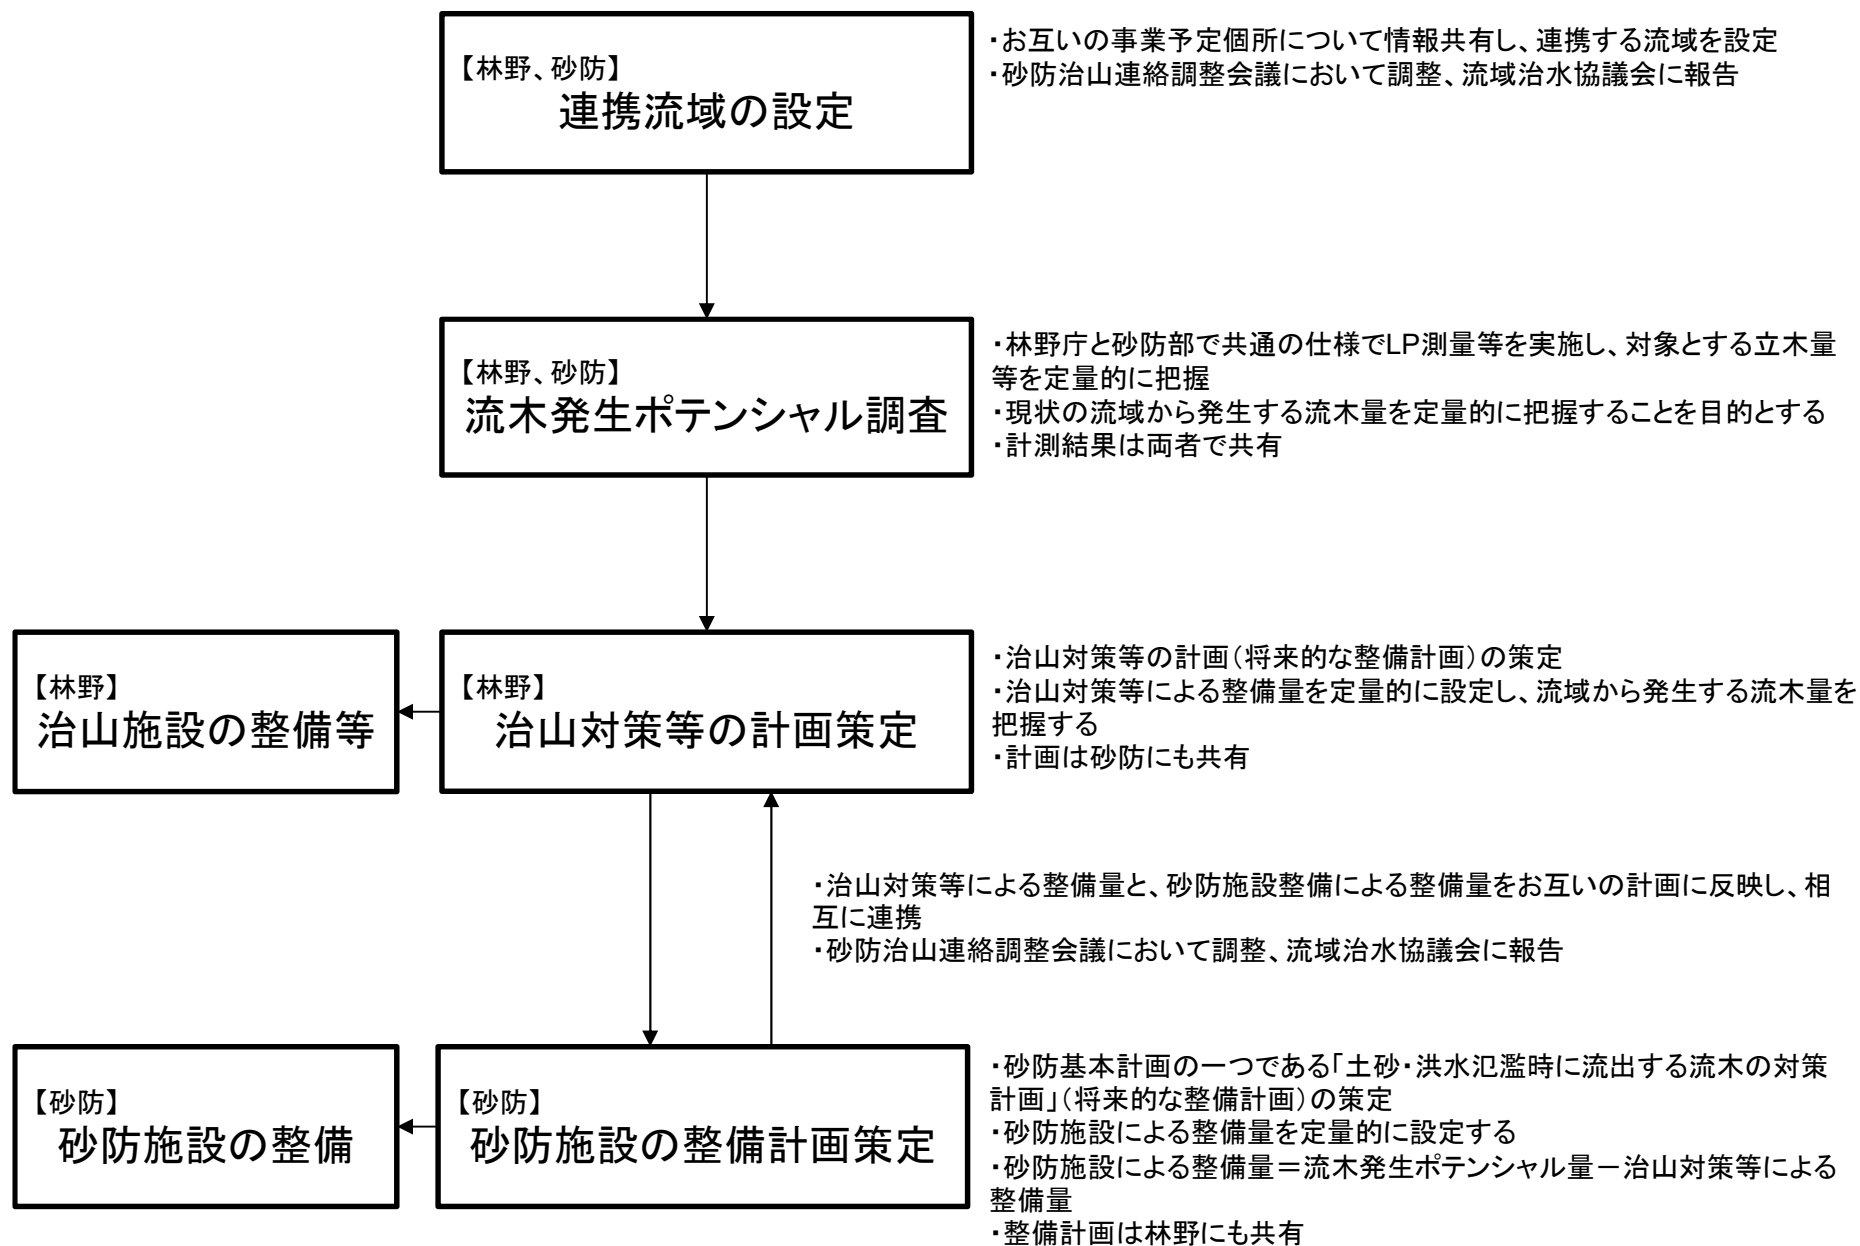 【林野、砂防】
連携流域の設定
・お互いの事業予定個所について情報共有し、連携する流域を設定
・砂防治山連絡調整会議において調整、流域治水協議会に報告
【林野、砂防】
流木発生ポテンシャル調査
・林野庁と砂防部で共通の仕様でLP測量等を実施し、対象とする立木量
等を定量的に把握
・現状の流域から発生する流木量を定量的に把握することを目的とする
・計測結果は両者で共有
【林野】
治山施設の整備等
【林野】
治山対策等の計画策定
・治山対策等の計画（将来的な整備計画）の策定
・治山対策等による整備量を定量的に設定し、流域から発生する流木量を
把握する
・計画は砂防にも共有
・治山対策等による整備量と、砂防施設整備による整備量をお互いの計画に反映し、相
互に連携
・砂防治山連絡調整会議において調整、流域治水協議会に報告
【砂防】
砂防施設の整備
【砂防】
砂防施設の整備計画策定
・砂防基本計画の一つである「土砂・洪水氾濫時に流出する流木の対策
計画」（将来的な整備計画）の策定
・砂防施設による整備量を定量的に設定する
・砂防施設による整備量＝流木発生ポテンシャル量－治山対策等による
整備量
・整備計画は林野にも共有